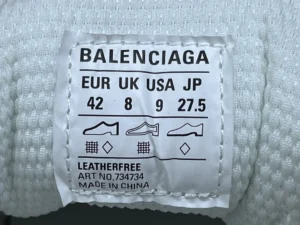 BALENCIAGA
EUR UK USA JP
42 8 9 27.5
LEATHERFREE
ART NO.734734
MADE IN CHINA